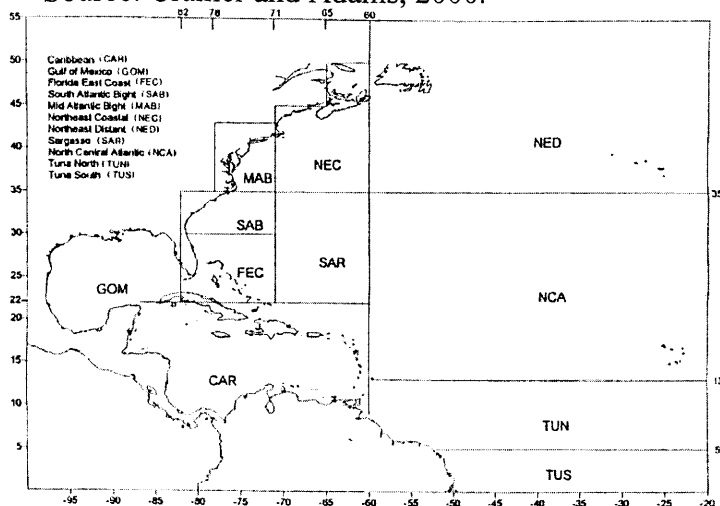 Source: Cramer and Adams, 2000.
82 78 71 65 60
55
Caribbean (CAR)
Gulf of Mexico (GOM)
Florida East Coast (FEC)
South Atlantic Bight (SAB)
Mid Atlantic Bight (MAB)
Northeast Coastal (NEC)
Northeast Distant (NED)
Sargasso (SAR)
North Central Atlantic (NCA)
Tuna North (TUN)
Tuna South (TUS)
50
45
40
35
30
25
22
20
15
10
5
NED
MAB NEC
35
SAB
FEC SAR
GOM NCA
CAR
TUN
5
TUS
-95 -90 -85 -80 -75 -70 -65 -60 -55 -50 -45 -40 -35 -30 -25 -20